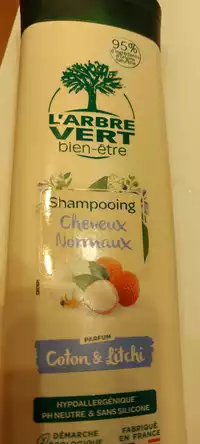 95%
L'ARBRE
VERT
bien-être
Shampooing
Cheveux
Normaux
PARFUM
Coton & Litchi
HYPOALLERGÉNIQUE
PH NEUTRE & SANS SILICONE
DÉMARCHE
FABRIQUÉ
EN FRANCE